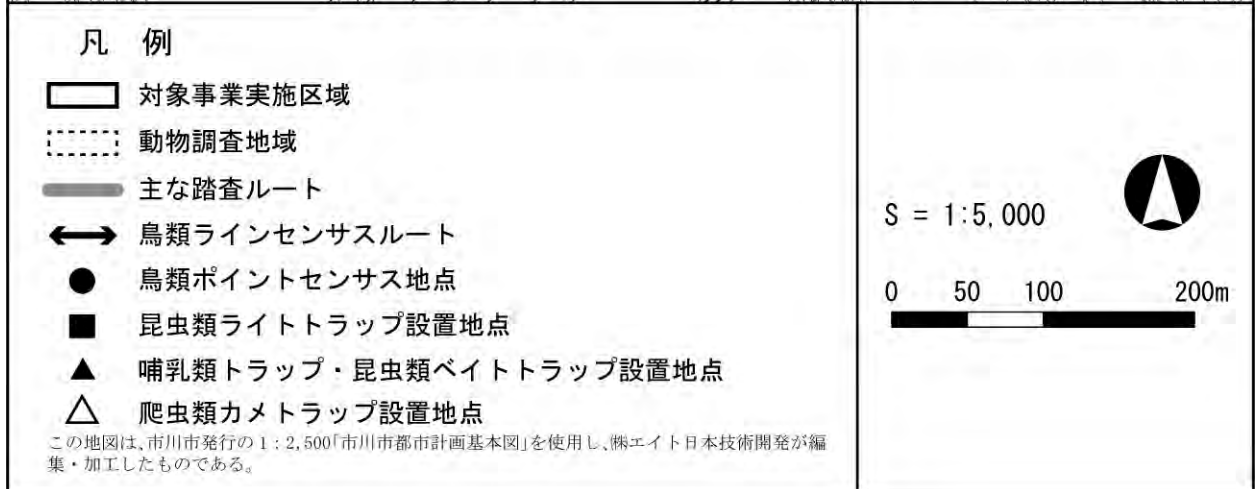 凡 例
対象事業実施区域
動物調査地域
主な踏査ルート
鳥類ラインセンサスルート
鳥類ポイントセンサス地点
昆虫類ライトトラップ設置地点
哺乳類トラップ・昆虫類ベイトトラップ設置地点
爬虫類カメトラップ設置地点
この地図は、市川市発行の1:2,500「市川市都市計画基本図」を使用し、㈱エイト日本技術開発が編
集・加工したものである。
S = 1:5,000
0 50 100 200m